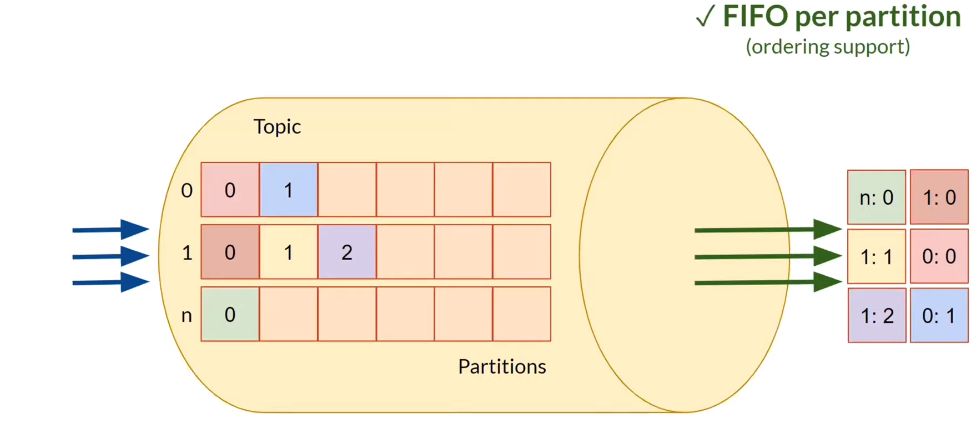 ✓ FIFO per partition
(ordering support)
Topic
0 0 1
1 0 1 2
n 0
Partitions
n: 0 1: 0
1: 1 0: 0
1: 2 0: 1